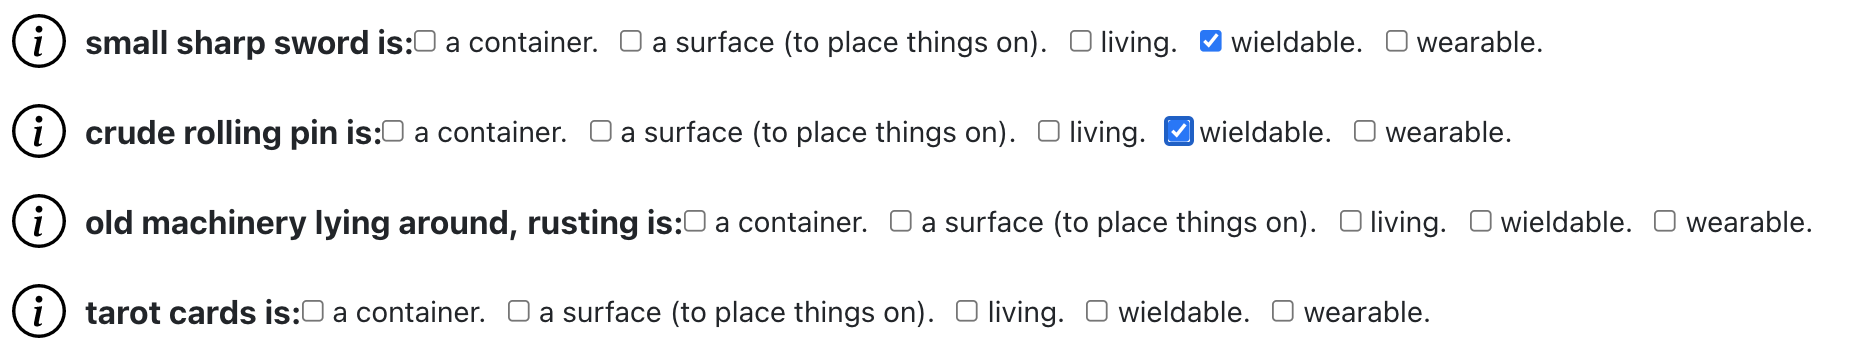 i small sharp sword is: a container. a surface (to place things on). living. wieldable. wearable.
i crude rolling pin is: a container. a surface (to place things on). living. wieldable. wearable.
i old machinery lying around, rusting is: a container. a surface (to place things on). living. wieldable. wearable.
i tarot cards is: a container. a surface (to place things on). living. wieldable. wearable.